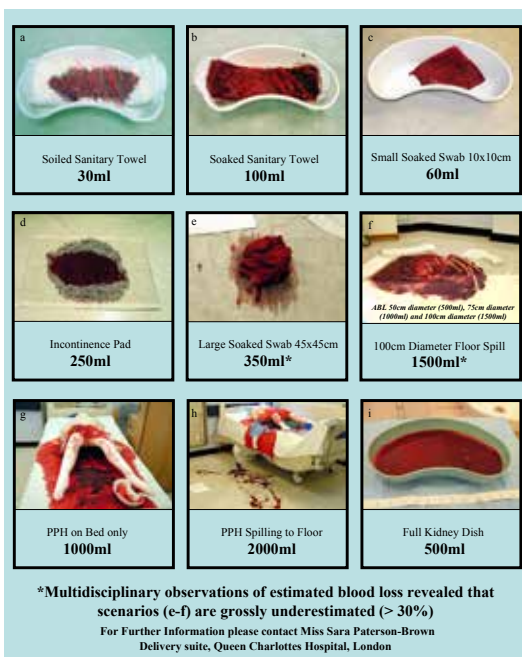 a
Soiled Sanitary Towel
30ml
b
Soaked Sanitary Towel
100ml
c
Small Soaked Swab 10x10cm
60ml
d
Incontinence Pad
250ml
e
Large Soaked Swab 45x45cm
350ml*
f
ABL 50cm diameter (500ml), 75cm diameter
(1000ml) and 100cm diameter (1500ml)
100cm Diameter Floor Spill
1500ml*
g
PPH on Bed only
1000ml
h
PPH Spilling to Floor
2000ml
i
Full Kidney Dish
500ml
*Multidisciplinary observations of estimated blood loss revealed that
scenarios (e-f) are grossly underestimated (> 30%)
For Further Information please contact Miss Sara Paterson-Brown
Delivery suite, Queen Charlottes Hospital, London